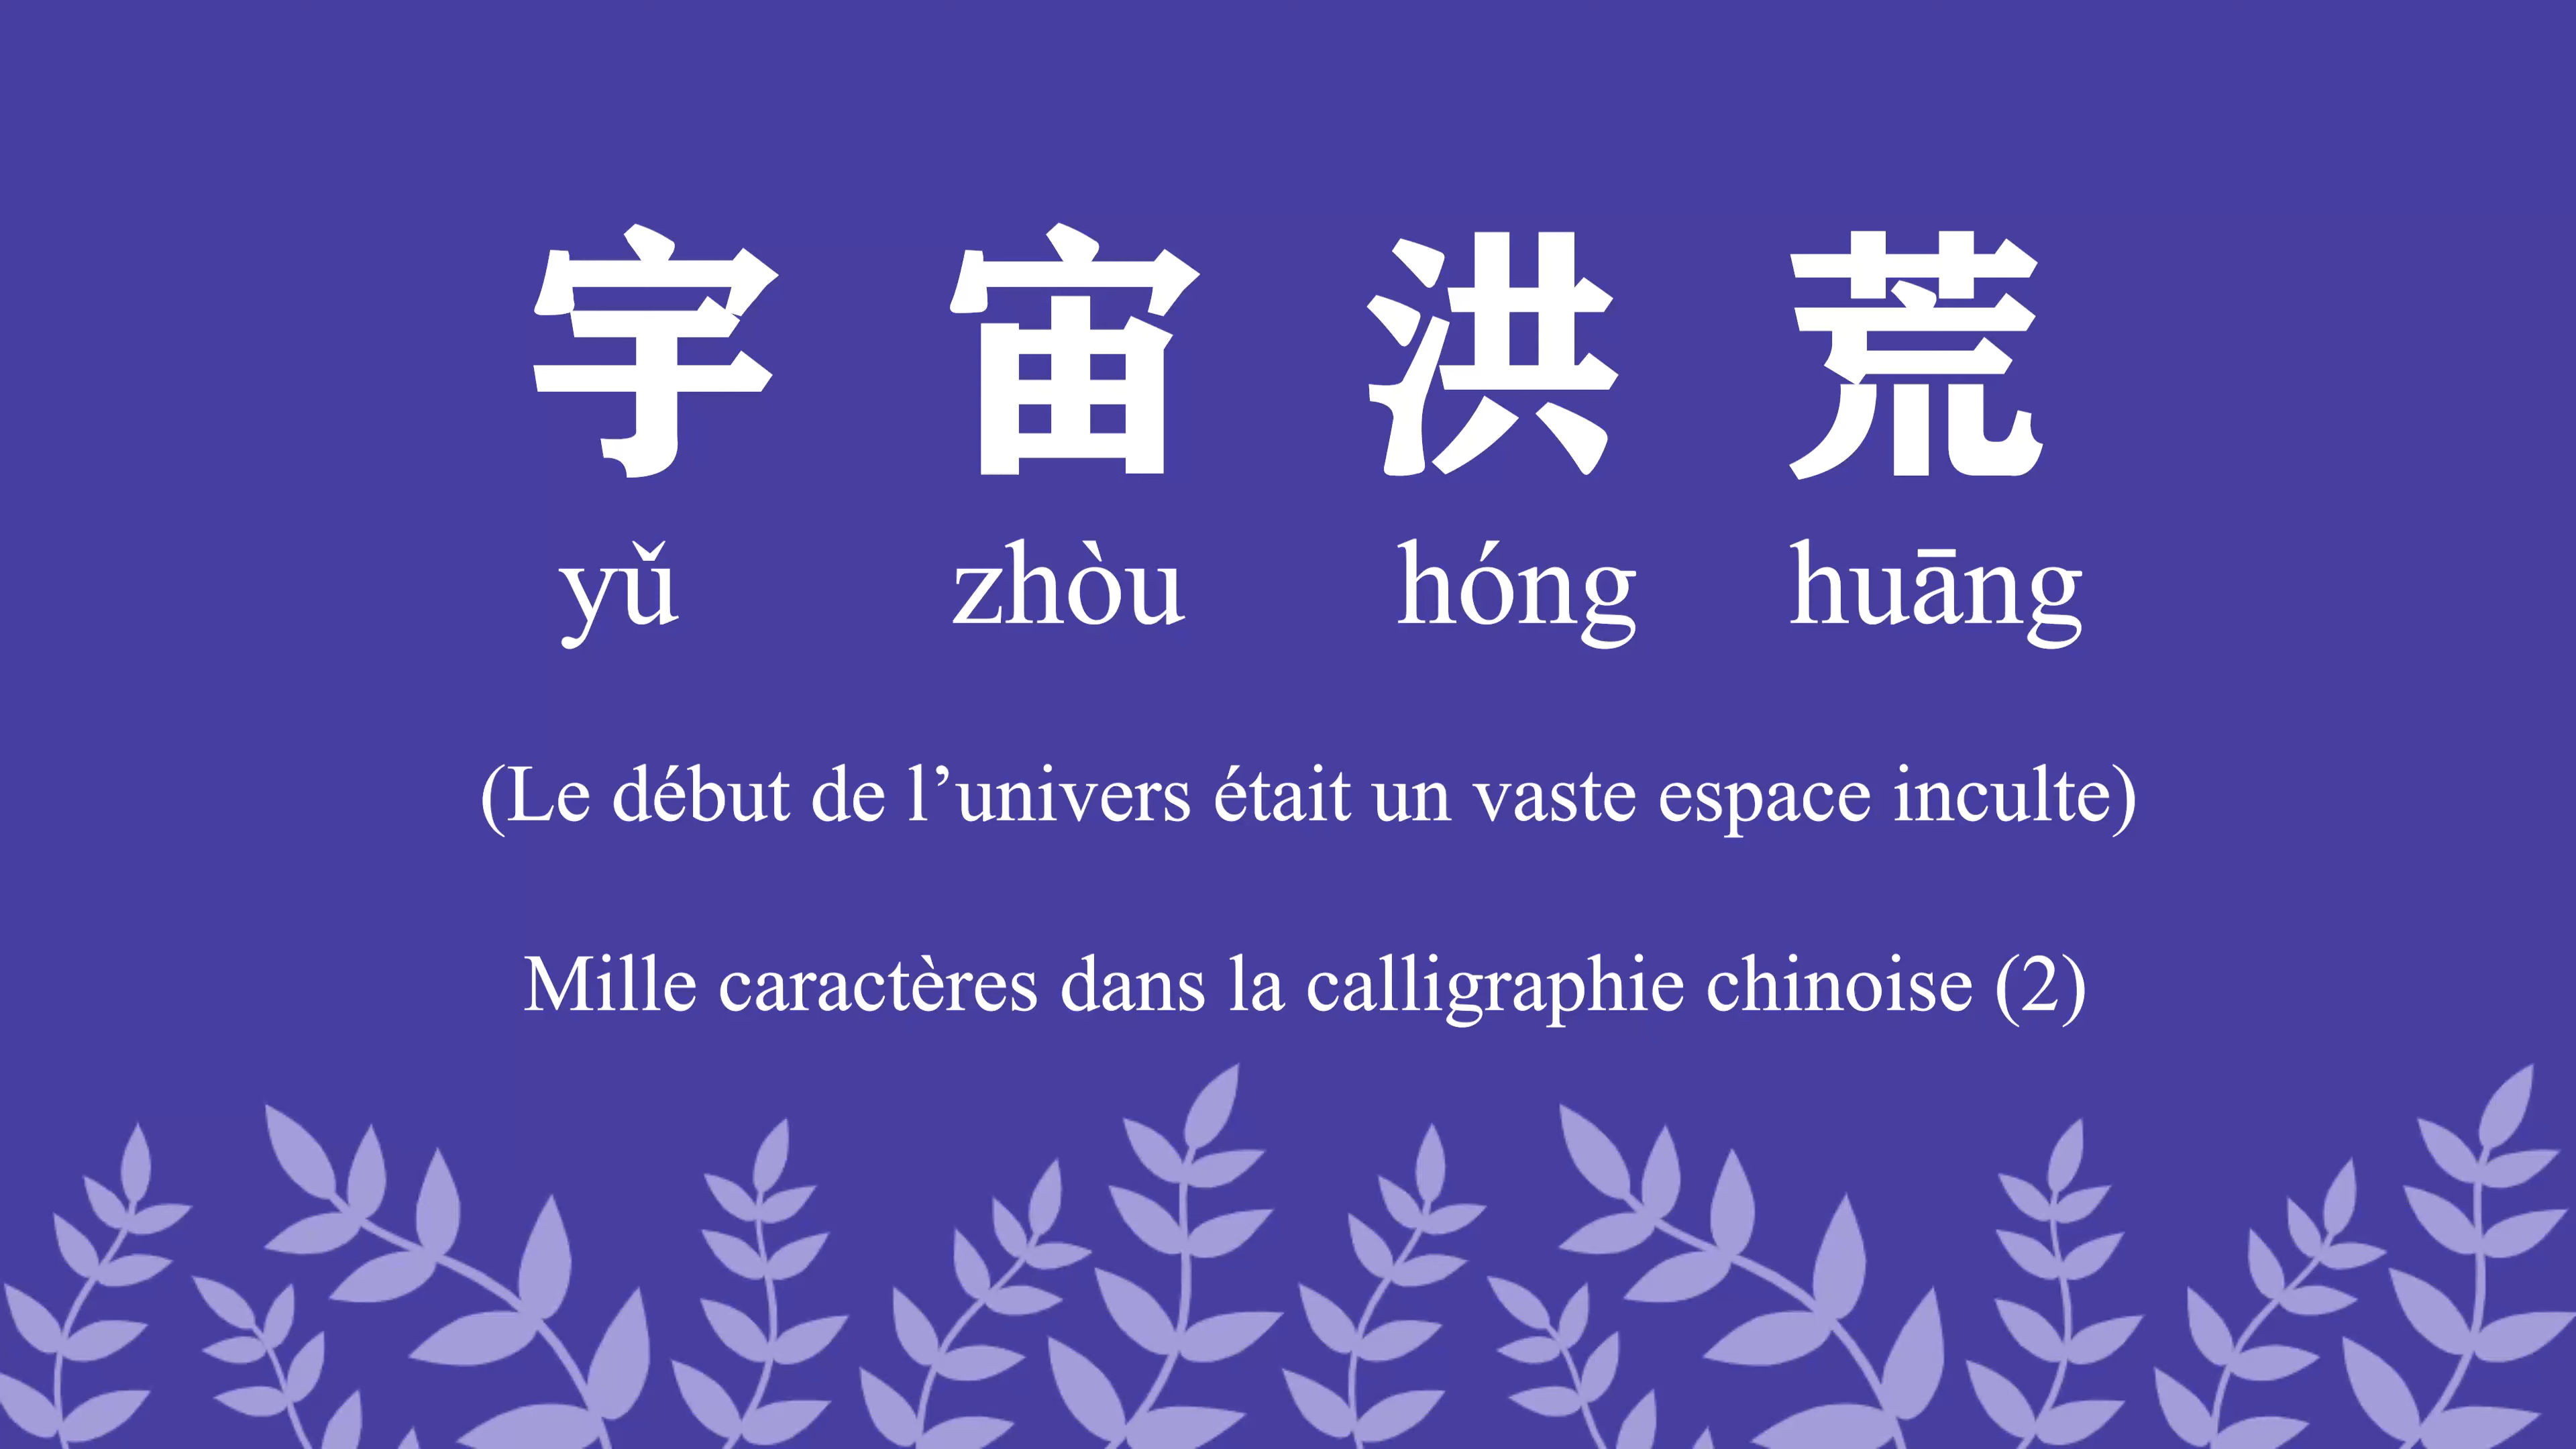 宇 宙 洪 荒
yǔ zhòu hóng huāng
(Le début de l’univers était un vaste espace inculte)
Mille caractères dans la calligraphie chinoise (2)